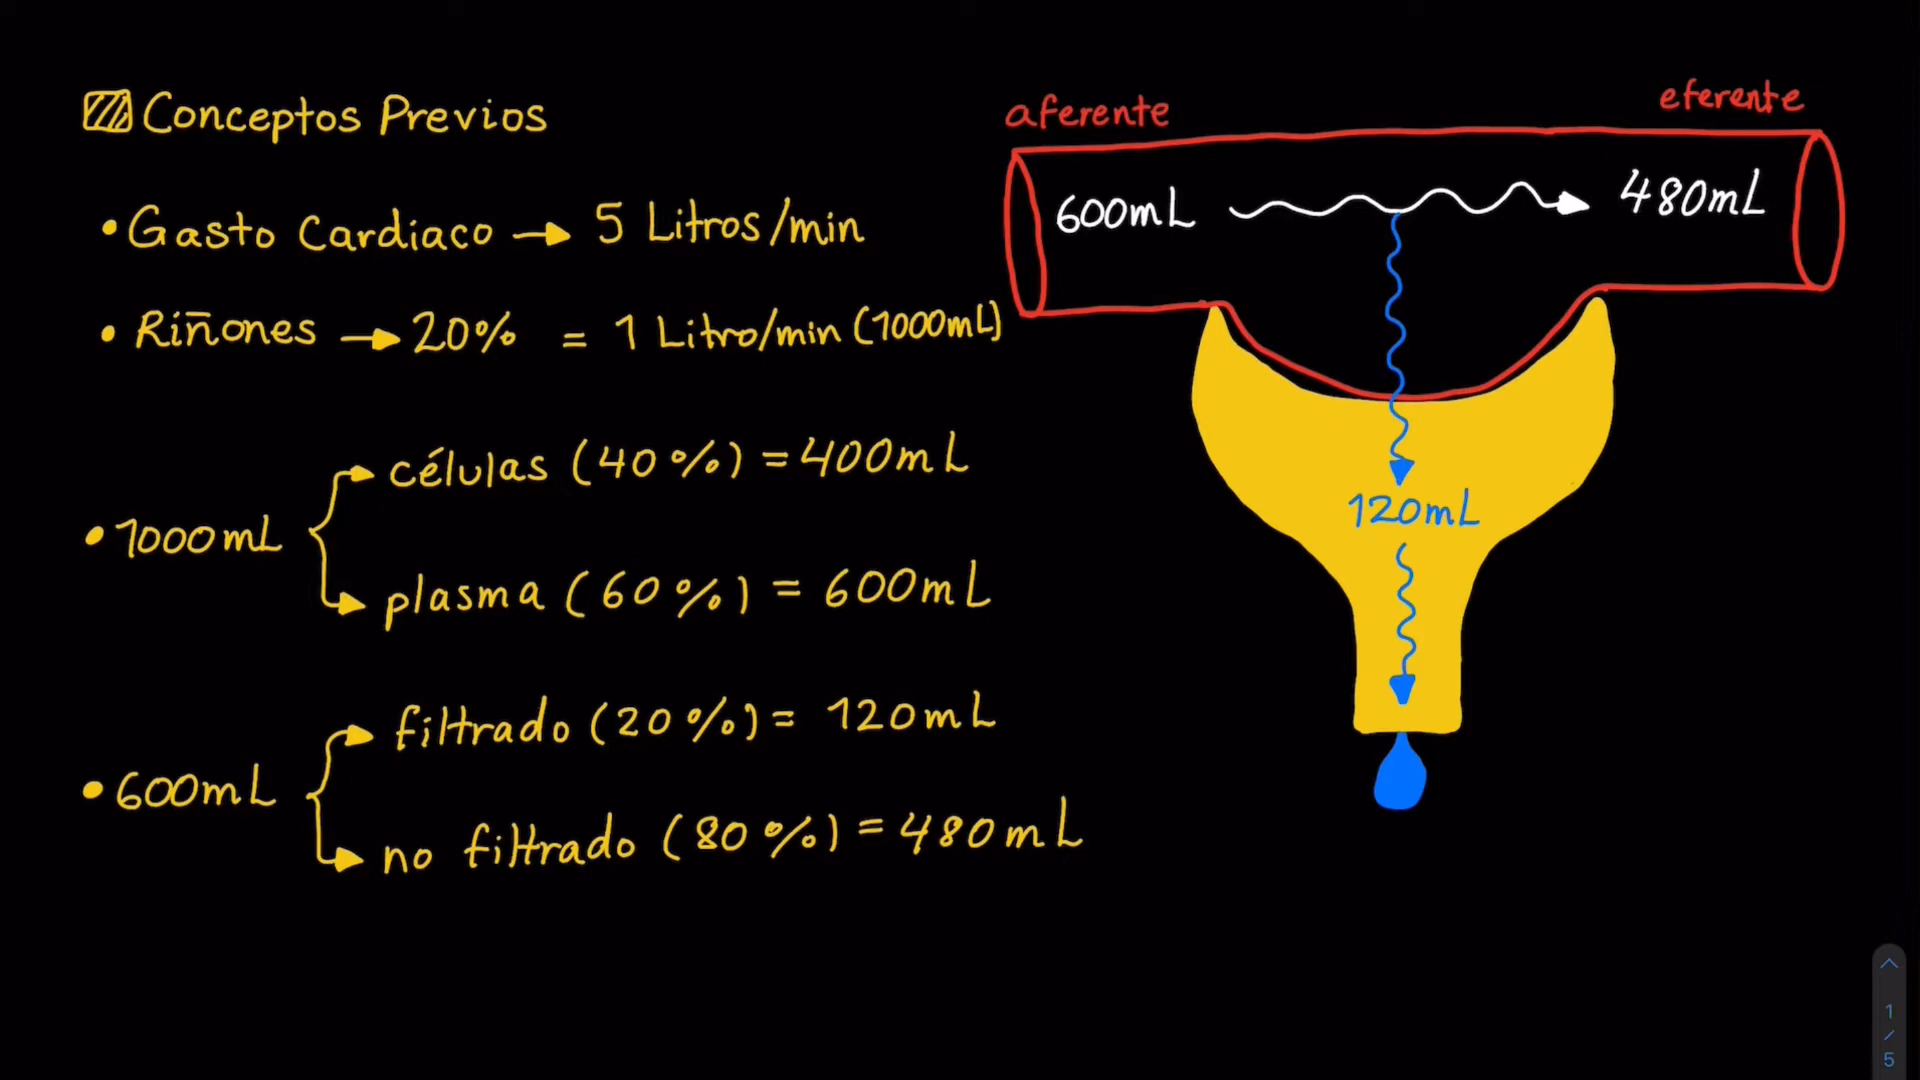 Conceptos Previos
• Gasto Cardiaco → 5 Litros/min
• Riñones → 20% = 1 Litro/min (1000mL)
• 1000mL
células (40%) = 400mL
plasma (60%) = 600mL
• 600mL
filtrado (20%) = 120mL
no filtrado (80%) = 480mL
aferente
eferente
600mL
480mL
120mL
1
/
5